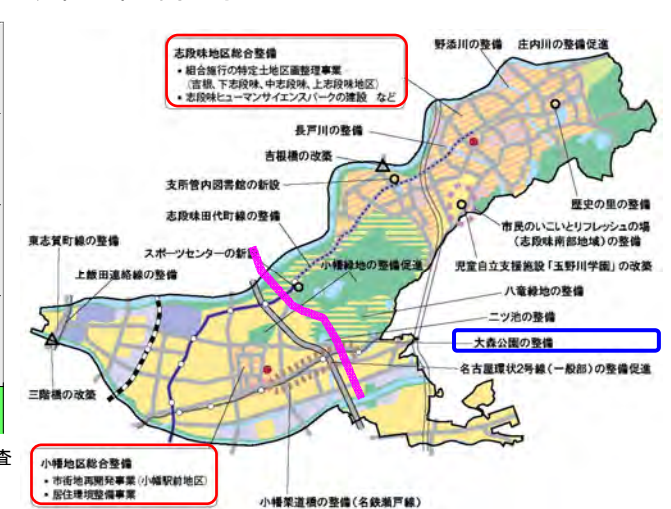 志段味地区総合整備
• 組合施行の特定土地区画整理事業
(吉根、下志段味、中志段味、上志段味地区)
• 志段味ヒューマンサイエンスパークの建設 など
野添川の整備
庄内川の整備促進
長戸川の整備
吉根橋の改築
支所管内図書館の新設
志段味田代町線の整備
歴史の里の整備
市民のいこいとリフレッシュの場
(志段味南部地域)の整備
東志賀町線の整備
スポーツセンターの新設
小幡緑地の整備促進
児童自立支援施設「玉野川学園」の改築
上飯田連絡線の整備
八竜緑地の整備
二ツ池の整備
大森公園の整備
名古屋環状2号線(一般部)の整備促進
三階橋の改築
査
小幡地区総合整備
• 市街地再開発事業(小幡駅前地区)
• 居住環境整備事業
小幡架道橋の整備(名鉄瀬戸線)